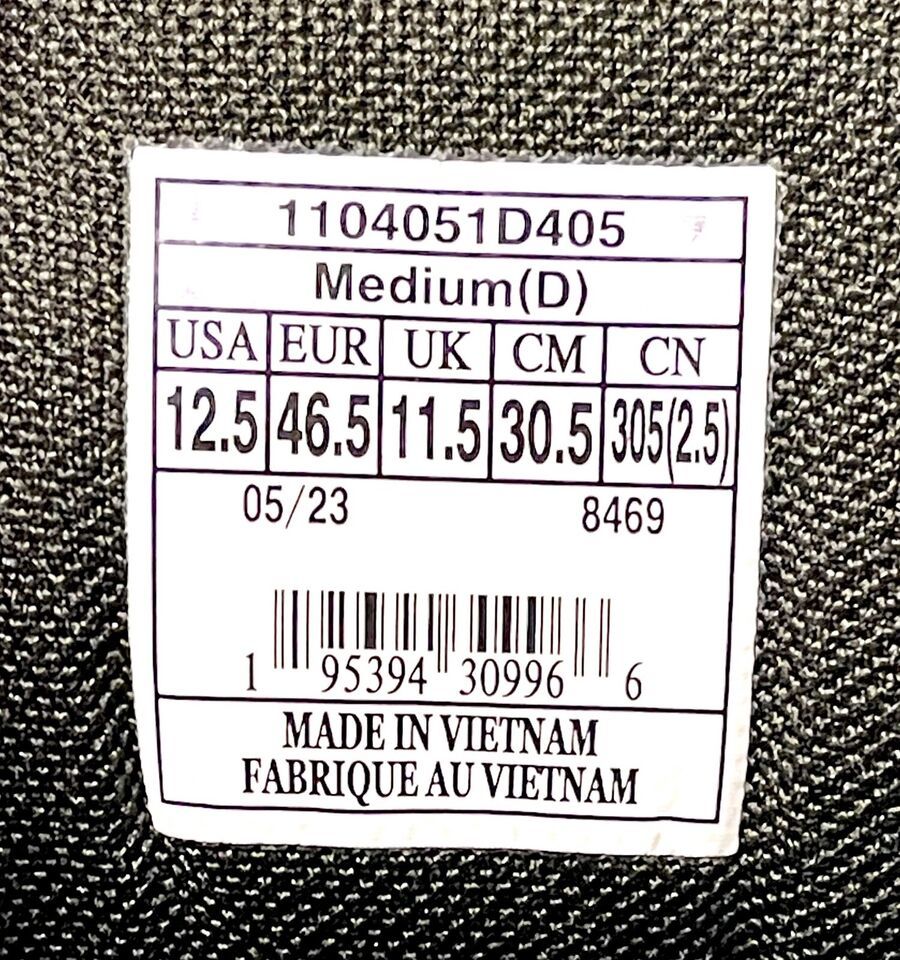 1104051D405
Medium(D)
USA EUR UK CM CN
12.5 46.5 11.5 30.5 305(2.5)
05/23 8469
1 95394 30996 6
MADE IN VIETNAM
FABRIQUE AU VIETNAM